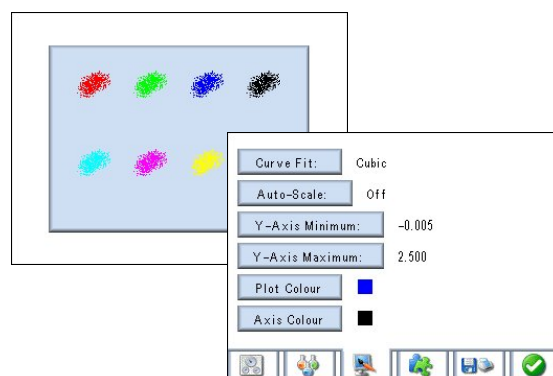 Curve Fit: Cubic
Auto-Scale: Off
Y-Axis Minimum: -0.005
Y-Axis Maximum: 2.500
Plot Colour
Axis Colour